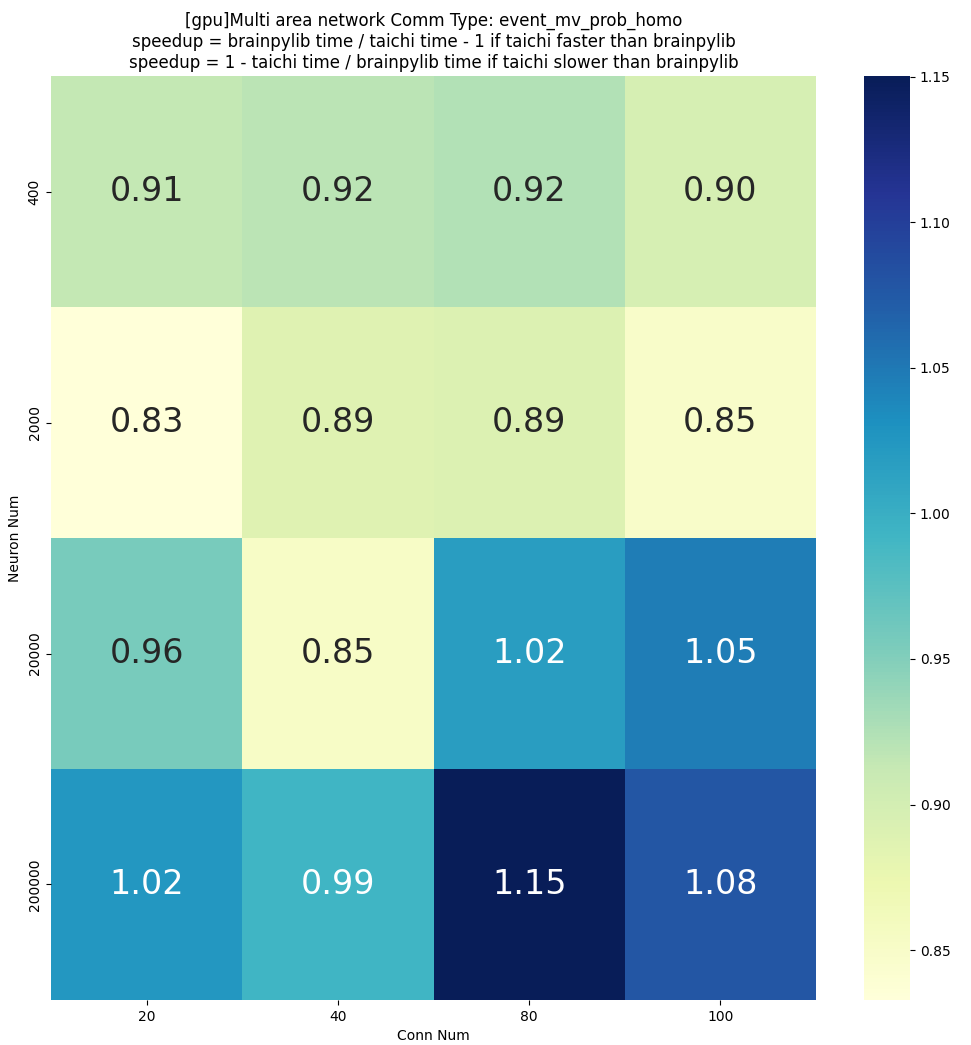 [gpu]Multi area network Comm Type: event_mv_prob_homo
speedup = brainpylib time / taichi time - 1 if taichi faster than brainpylib
speedup = 1 - taichi time / brainpylib time if taichi slower than brainpylib
Neuron Num
400
0.91 0.92 0.92 0.90
2000
0.83 0.89 0.89 0.85
20000
0.96 0.85 1.02 1.05
200000
1.02 0.99 1.15 1.08
20 40 80 100
Conn Num
1.15
1.10
1.05
1.00
0.95
0.90
0.85